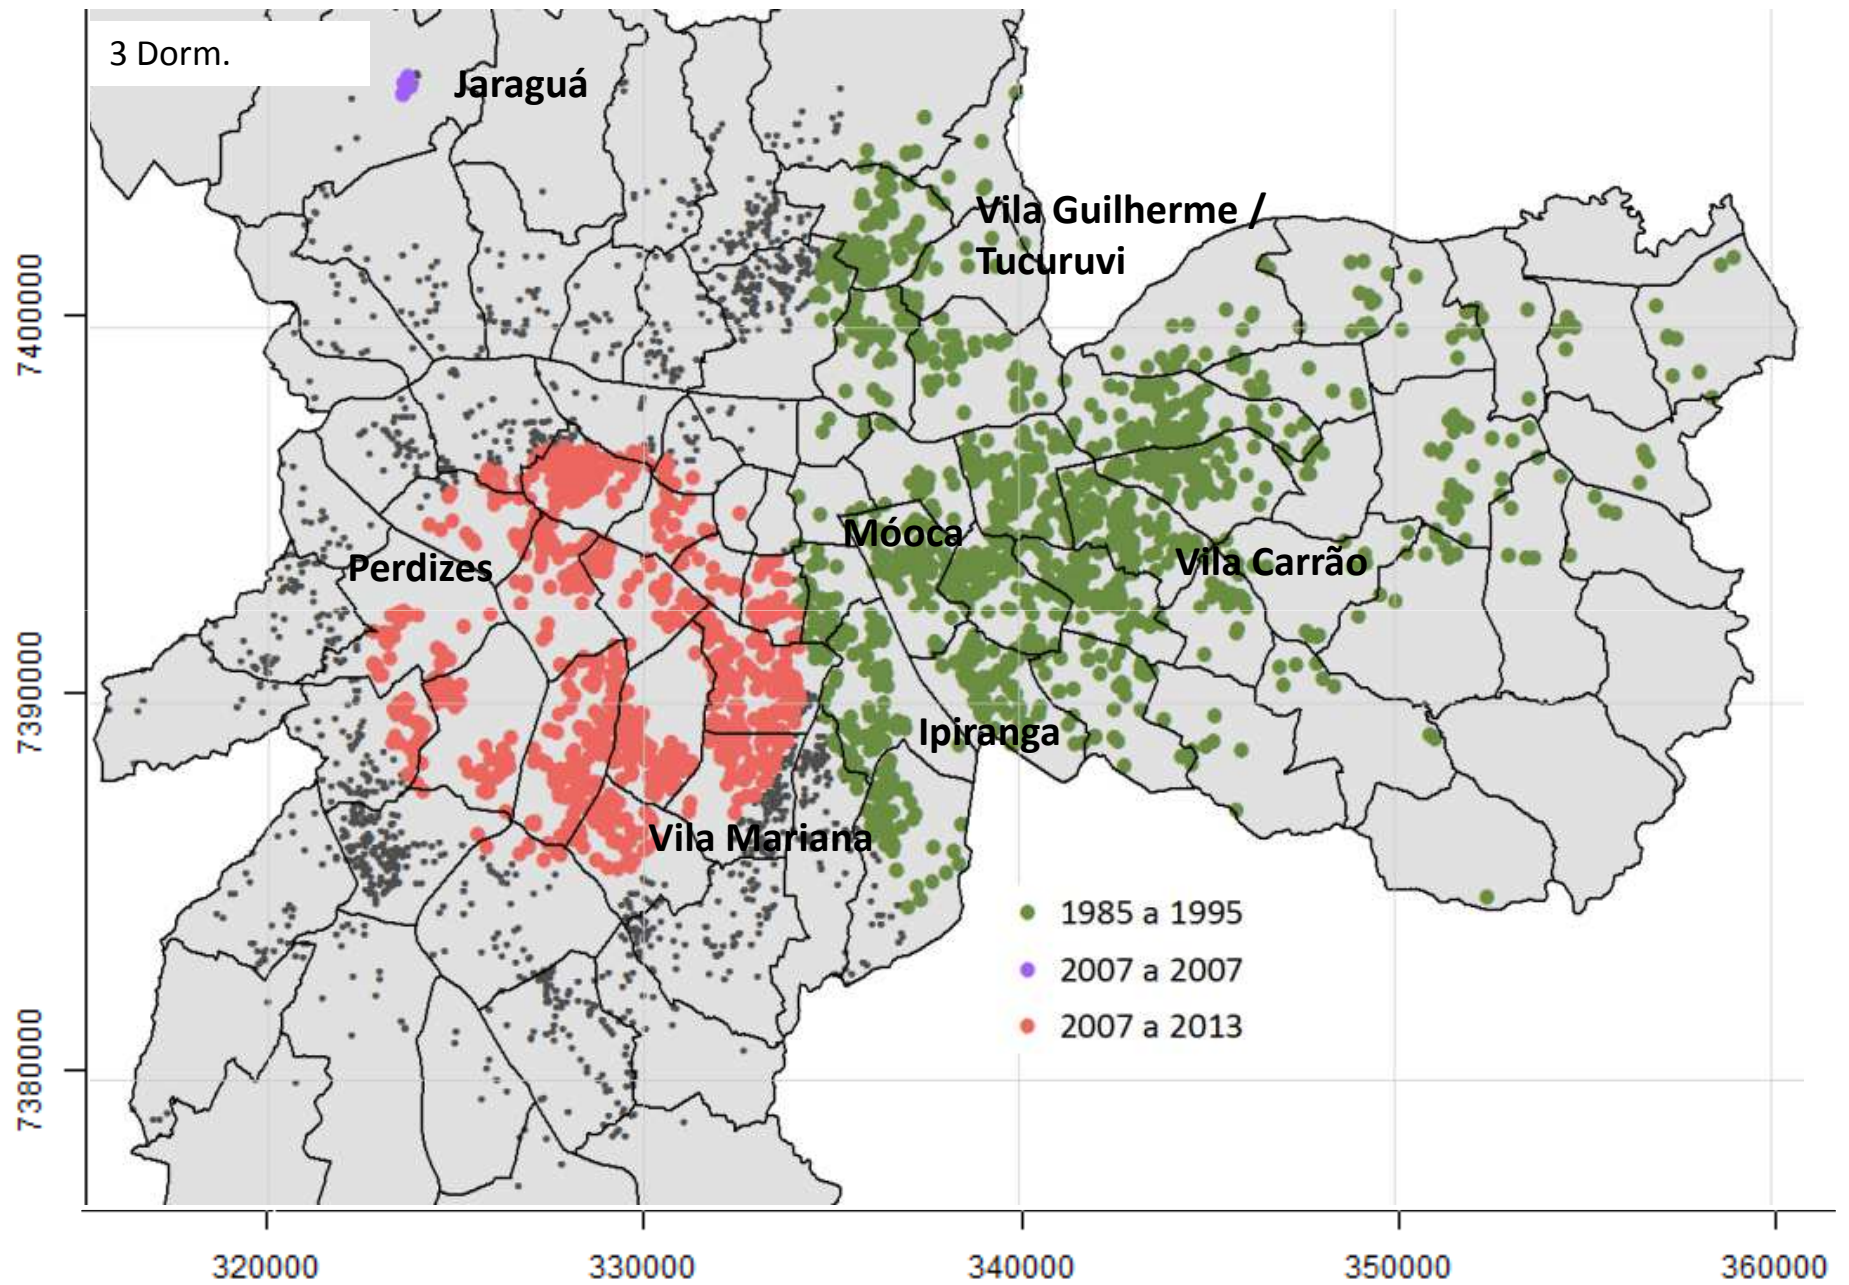 3 Dorm.
Jaraguá
Vila Guilherme /
Tucuruvi
7400000
Móoca
Perdizes
Vila Carrão
7390000
Ipiranga
Vila Mariana
1985 a 1995
2007 a 2007
2007 a 2013
7380000
320000
330000
340000
350000
360000